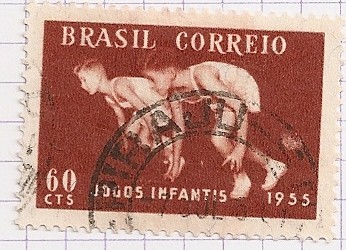 BRASIL CORREIO
60 CTS
JOGOS INFANTIS
1955